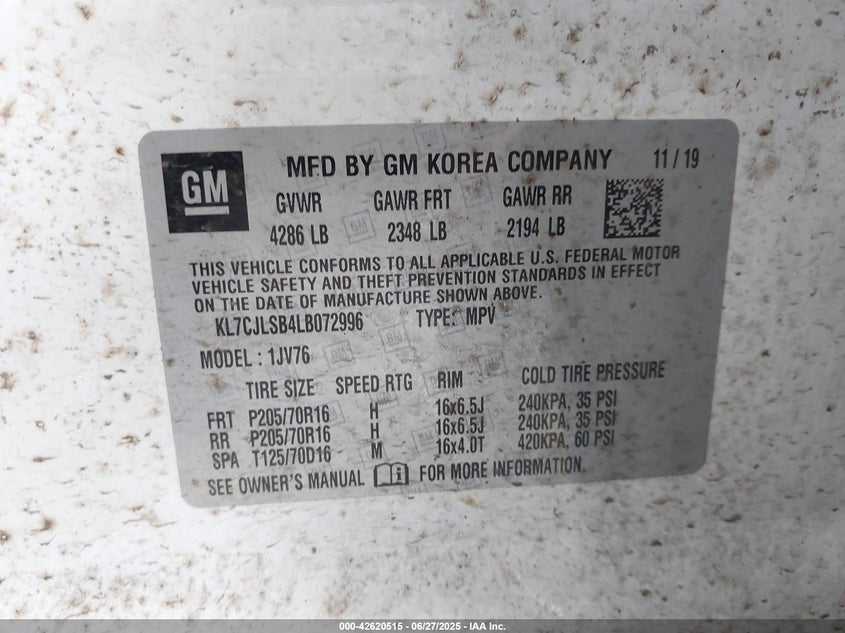 GM
MFD BY GM KOREA COMPANY 11/19
GVWR GAWR FRT GAWR RR
4286 LB 2348 LB 2194 LB
THIS VEHICLE CONFORMS TO ALL APPLICABLE U.S. FEDERAL MOTOR
VEHICLE SAFETY AND THEFT PREVENTION STANDARDS IN EFFECT
ON THE DATE OF MANUFACTURE SHOWN ABOVE.
KL7CJLSB4LB072996 TYPE: MPV
MODEL : 1JV76
TIRE SIZE SPEED RTG RIM COLD TIRE PRESSURE
FRT P205/70R16 H 16x6.5J 240KPA, 35 PSI
RR P205/70R16 H 16x6.5J 240KPA, 35 PSI
SPA T125/70D16 M 16x4.0T 420KPA, 60 PSI
SEE OWNER'S MANUAL FOR MORE INFORMATION.
000-42620515 - 06/27/2025 - IAA Inc.